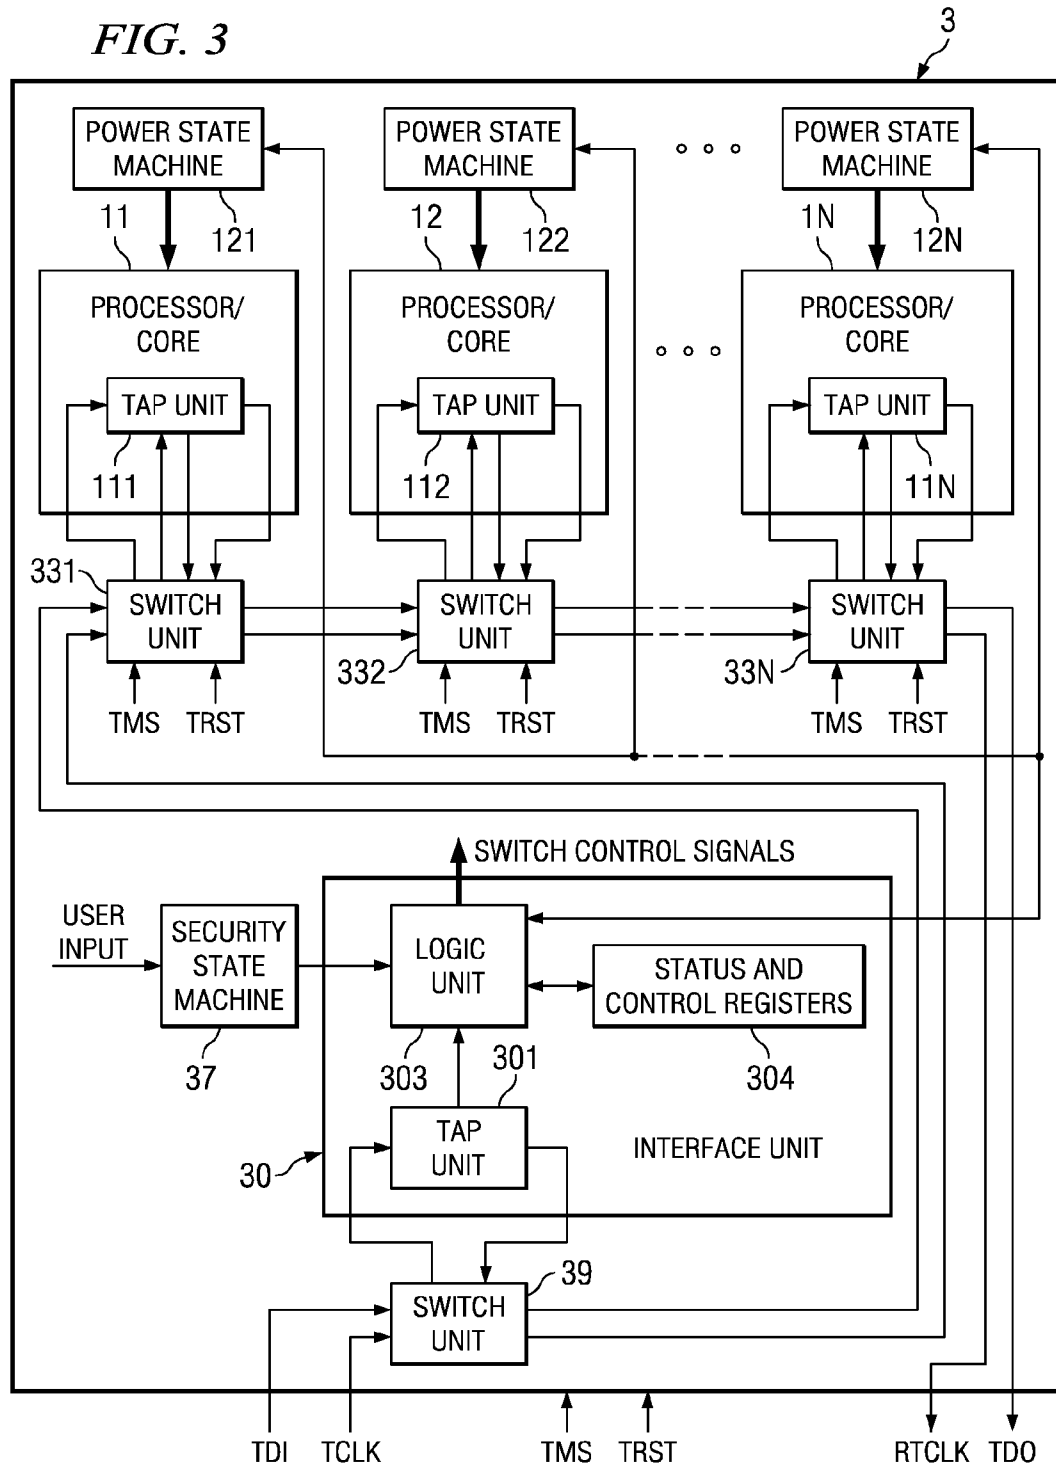 FIG. 3
3
POWER STATE
MACHINE
POWER STATE
MACHINE
POWER STATE
MACHINE
11
121
12
122
1N
12N
PROCESSOR/
CORE
PROCESSOR/
CORE
PROCESSOR/
CORE
TAP UNIT
TAP UNIT
TAP UNIT
111
112
11N
331
SWITCH
UNIT
SWITCH
UNIT
SWITCH
UNIT
332
33N
TMS
TRST
TMS
TRST
TMS
TRST
SWITCH CONTROL SIGNALS
USER
INPUT
SECURITY
STATE
MACHINE
LOGIC
UNIT
STATUS AND
CONTROL REGISTERS
37
303
301
304
TAP
UNIT
INTERFACE UNIT
30
39
SWITCH
UNIT
TDI
TCLK
TMS
TRST
RTCLK
TDO